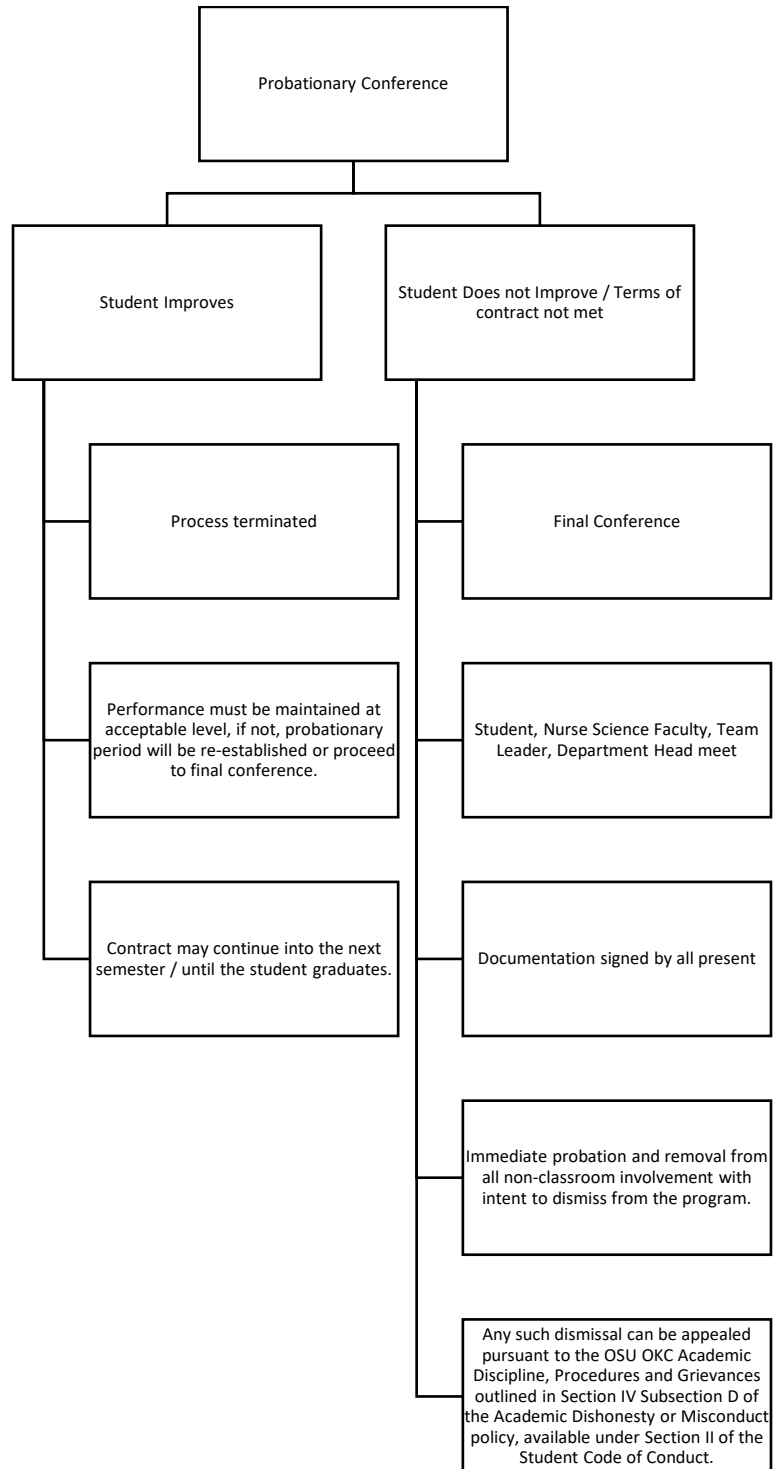 Probationary Conference
Student Improves
Process terminated
Performance must be maintained at
acceptable level, if not, probationary
period will be re-established or proceed
to final conference.
Contract may continue into the next
semester / until the student graduates.
Student Does not Improve / Terms of
contract not met
Final Conference
Student, Nurse Science Faculty, Team
Leader, Department Head meet
Documentation signed by all present
Immediate probation and removal from
all non-classroom involvement with
intent to dismiss from the program.
Any such dismissal can be appealed
pursuant to the OSU OKC Academic
Discipline, Procedures and Grievances
outlined in Section IV Subsection D of
the Academic Dishonesty or Misconduct
policy, available under Section II of the
Student Code of Conduct.